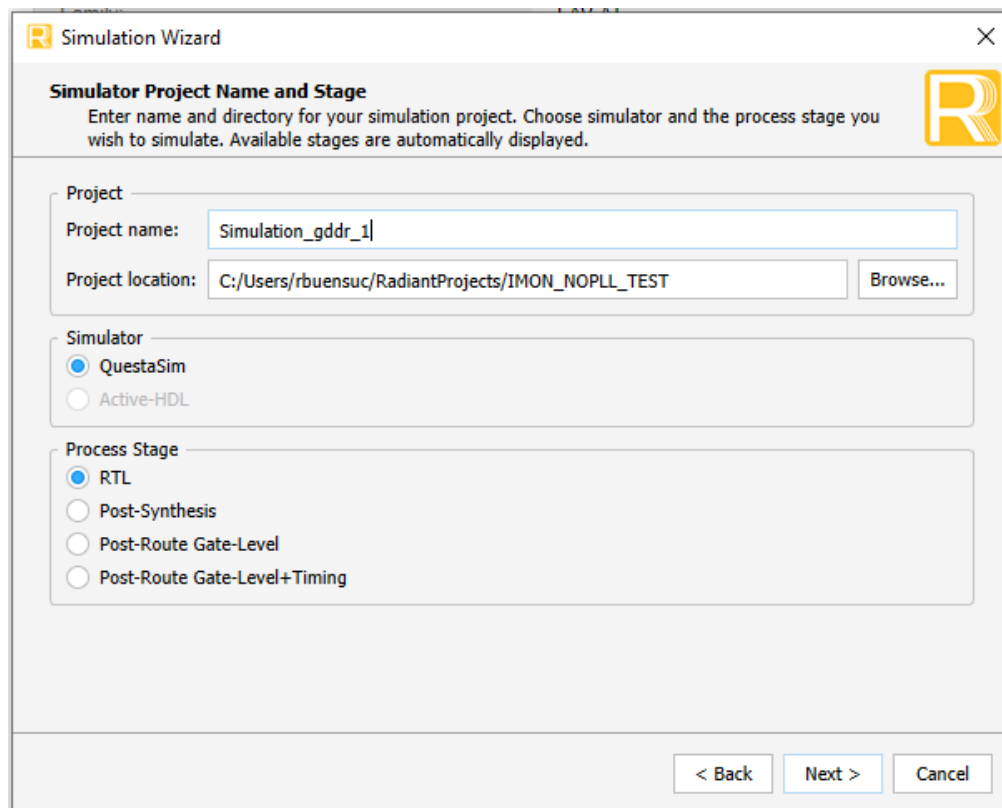 Simulation Wizard
Simulator Project Name and Stage
Enter name and directory for your simulation project. Choose simulator and the process stage you
wish to simulate. Available stages are automatically displayed.
Project
Project name: Simulation_gddr_1
Project location: C:/Users/rbuensuc/RadiantProjects/IMON_NOPLL_TEST Browse...
Simulator
QuestaSim
Active-HDL
Process Stage
RTL
Post-Synthesis
Post-Route Gate-Level
Post-Route Gate-Level+Timing
< Back Next > Cancel